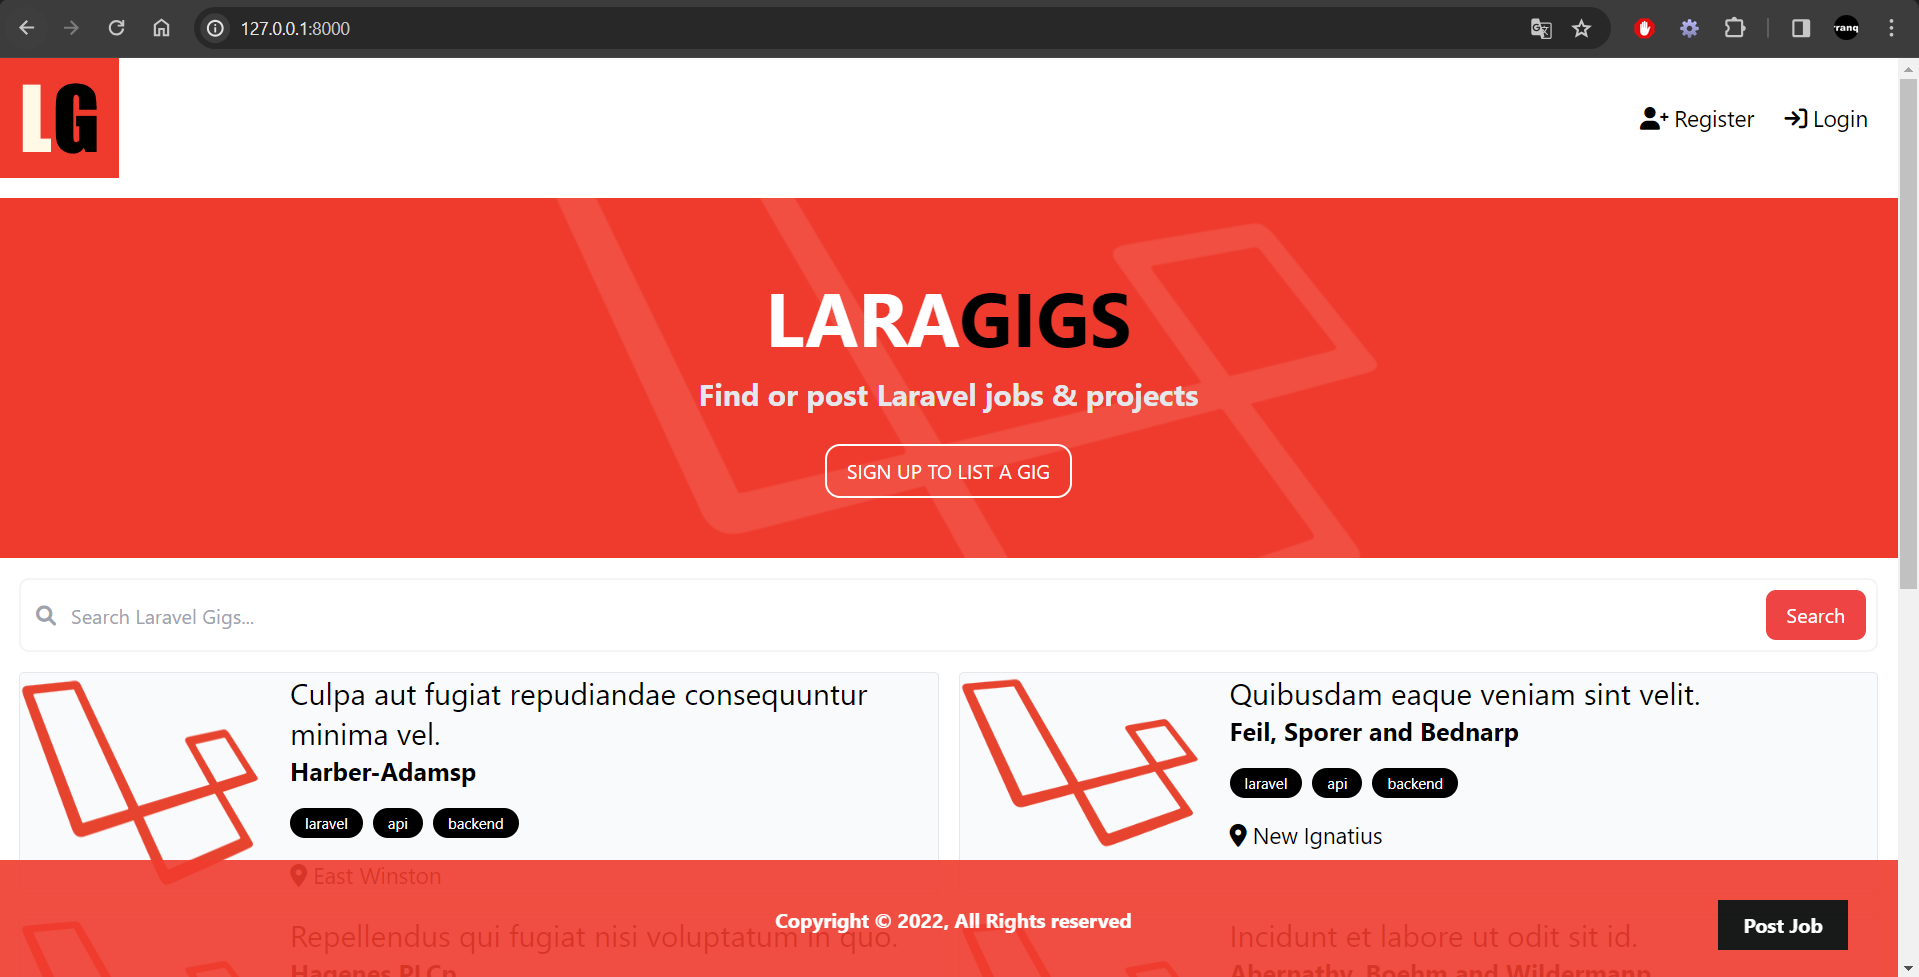 127.0.0.1:8000
ranq
LG
Register
Login
LARAGIGS
Find or post Laravel jobs & projects
SIGN UP TO LIST A GIG
Search Laravel Gigs...
Search
Culpa aut fugiat repudiandae consequuntur
minima vel.
Harber-Adamsp
laravel
api
backend
East Winston
Quibusdam eaque veniam sint velit.
Feil, Sporer and Bednarp
laravel
api
backend
New Ignatius
Repellendus qui fugiat nisi voluptatum in quo.
Hagenes PLCp
Incidunt et labore ut odit sit id.
Abernathy, Boehm and Wildermann
Copyright © 2022, All Rights reserved
Post Job